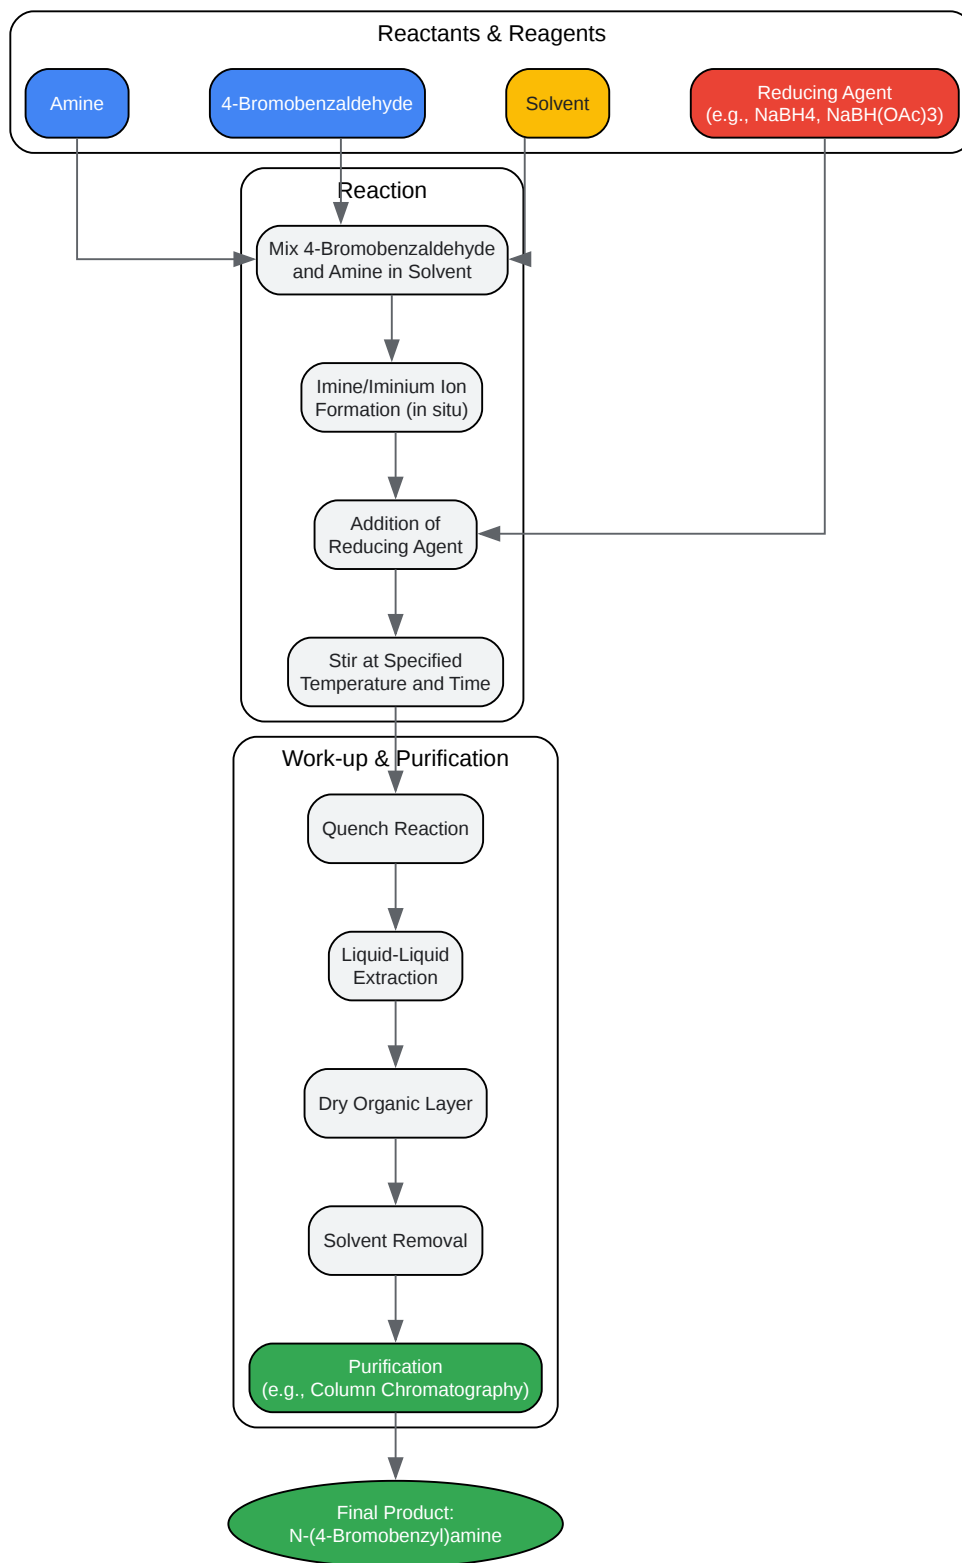 Reactants & Reagents
Amine
4-Bromobenzaldehyde
Solvent
Reducing Agent
(e.g., NaBH4, NaBH(OAc)3)
Reaction
Mix 4-Bromobenzaldehyde
and Amine in Solvent
Imine/Iminium Ion
Formation (in situ)
Addition of
Reducing Agent
Stir at Specified
Temperature and Time
Work-up & Purification
Quench Reaction
Liquid-Liquid
Extraction
Dry Organic Layer
Solvent Removal
Purification
(e.g., Column Chromatography)
Final Product:
N-(4-Bromobenzyl)amine